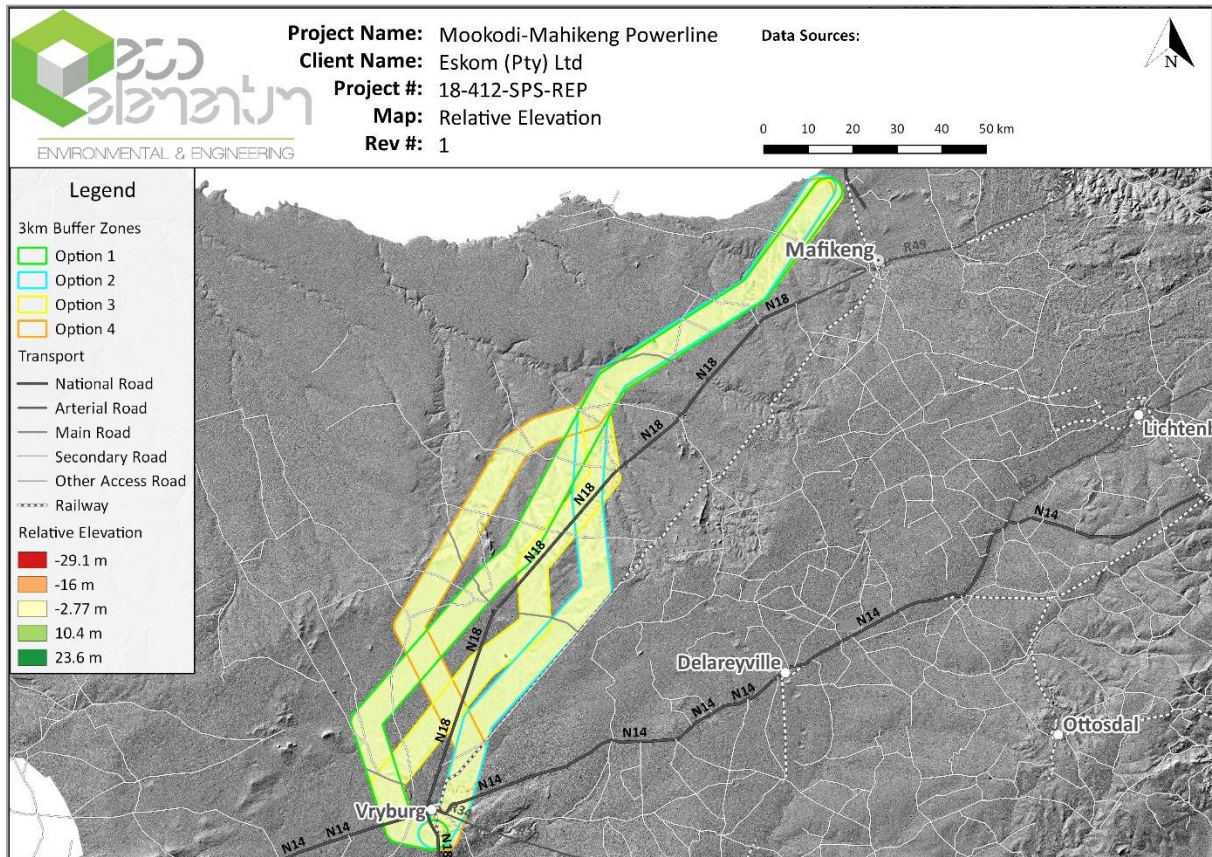 eco
elementum
ENVIRONMENTAL & ENGINEERING
Project Name: Mookodi-Mahikeng Powerline
Client Name: Eskom (Pty) Ltd
Project #: 18-412-SPS-REP
Map: Relative Elevation
Rev #: 1
Data Sources:
N
0 10 20 30 40 50 km
Legend
3km Buffer Zones
Option 1
Option 2
Option 3
Option 4
Transport
National Road
Arterial Road
Main Road
Secondary Road
Other Access Road
Railway
Relative Elevation
-29.1 m
-16 m
-2.77 m
10.4 m
23.6 m
Mafikeng
R49
N18
N18
N18
N18
N18
N18
N18
N18
Lichtenb
N14
N14
Delareyville
N14
N14
N14
N14
N14
N14
Ottosdal
Vryburg